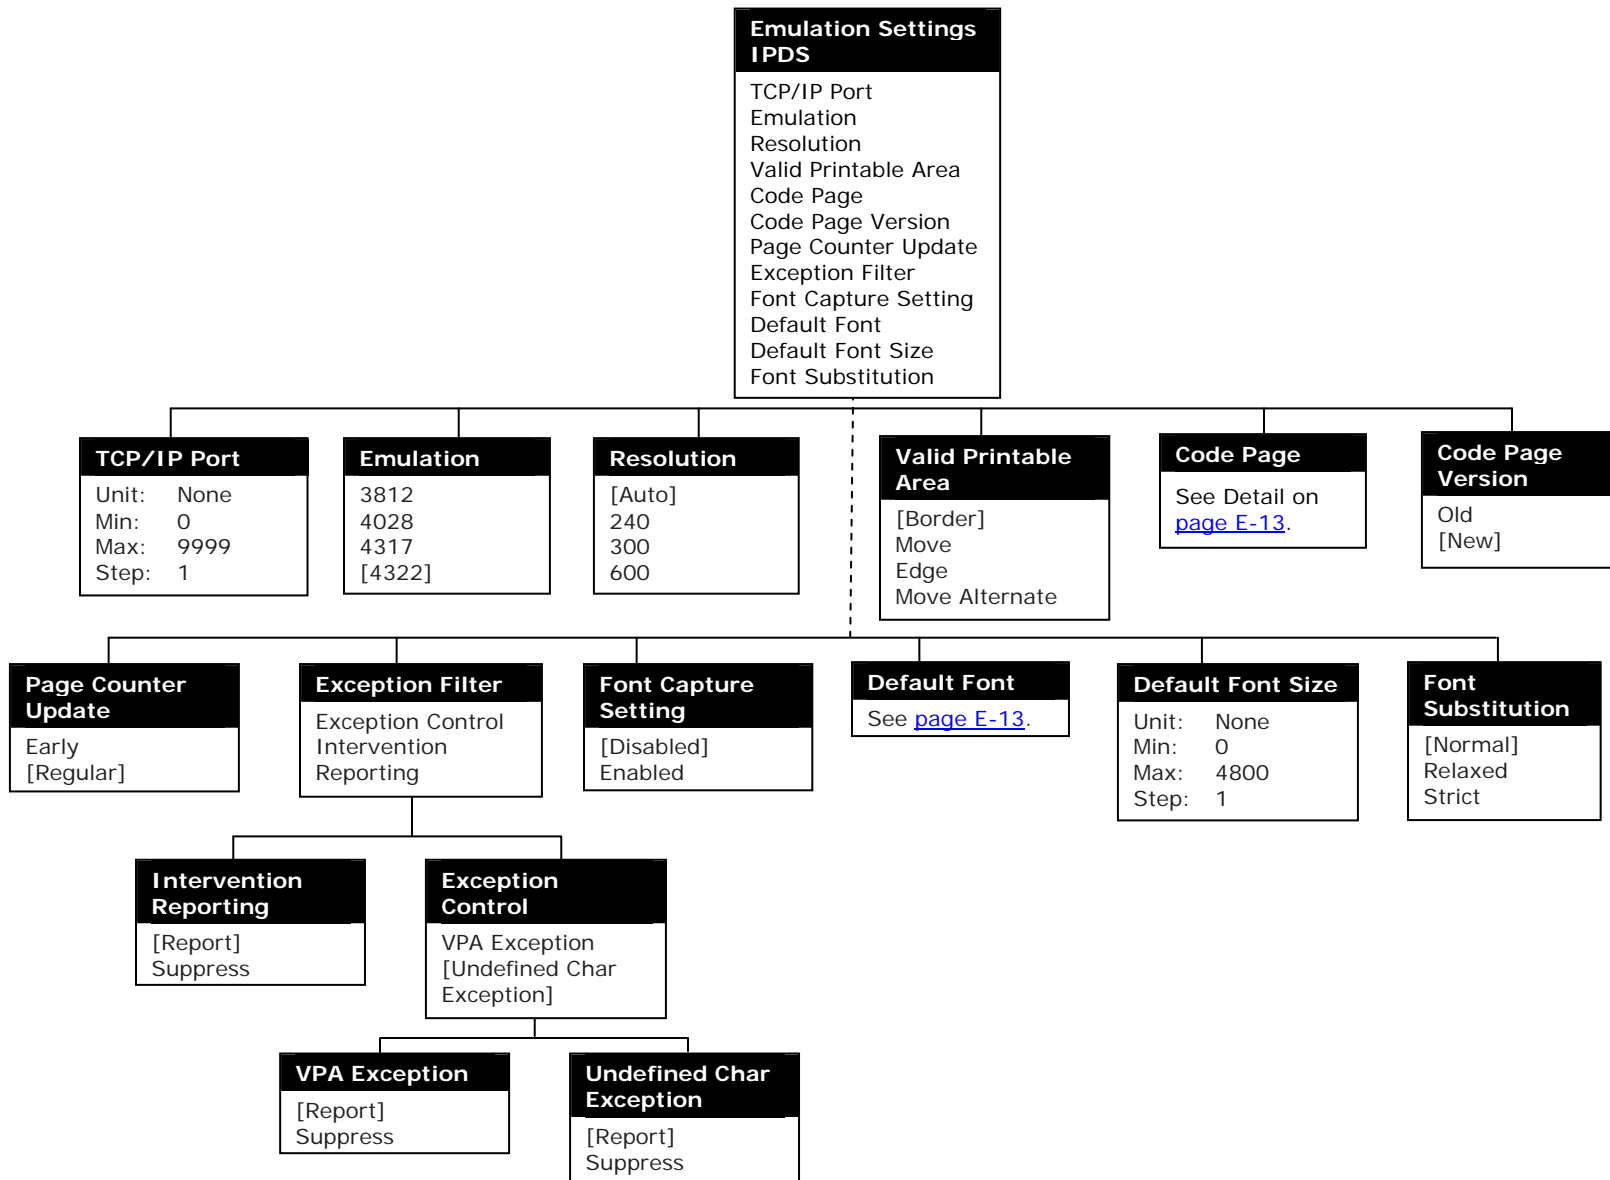 Emulation Settings
IPDS
TCP/IP Port
Emulation
Resolution
Valid Printable Area
Code Page
Code Page Version
Page Counter Update
Exception Filter
Font Capture Setting
Default Font
Default Font Size
Font Substitution
TCP/IP Port
Unit: None
Min: 0
Max: 9999
Step: 1
Emulation
3812
4028
4317
[4322]
Resolution
[Auto]
240
300
600
Valid Printable
Area
[Border]
Move
Edge
Move Alternate
Code Page
See Detail on
page E-13.
Code Page
Version
Old
[New]
Page Counter
Update
Early
[Regular]
Exception Filter
Exception Control
Intervention
Reporting
Font Capture
Setting
[Disabled]
Enabled
Default Font
See page E-13.
Default Font Size
Unit: None
Min: 0
Max: 4800
Step: 1
Font
Substitution
[Normal]
Relaxed
Strict
Intervention
Reporting
[Report]
Suppress
Exception
Control
VPA Exception
[Undefined Char
Exception]
VPA Exception
[Report]
Suppress
Undefined Char
Exception
[Report]
Suppress